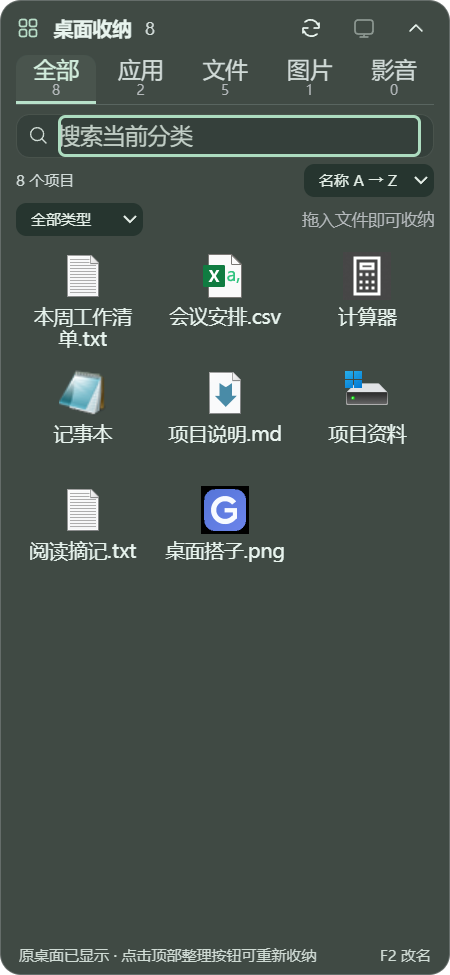 桌面收纳 8
全部 应用 文件 图片 影音
8 2 5 1 0
搜索当前分类
8 个项目
名称 A → Z
全部类型
拖入文件即可收纳
本周工作清
单.txt
会议安排.csv
计算器
记事本
项目说明.md
项目资料
阅读摘记.txt
桌面搭子.png
原桌面已显示 · 点击顶部整理按钮可重新收纳
F2 改名